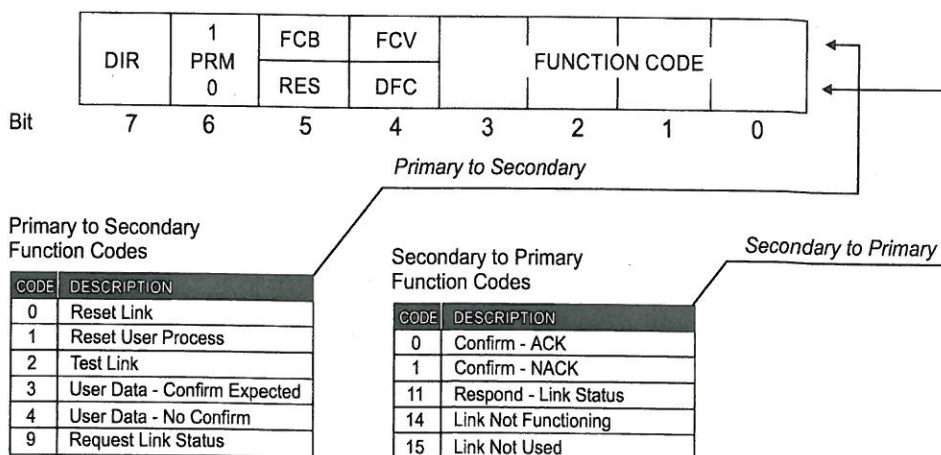 1
DIR PRM FCB FCV FUNCTION CODE
0 RES DFC
Bit 7 6 5 4 3 2 1 0
Primary to Secondary
Primary to Secondary
Function Codes
CODE DESCRIPTION
0 Reset Link
1 Reset User Process
2 Test Link
3 User Data - Confirm Expected
4 User Data - No Confirm
9 Request Link Status
Secondary to Primary
Secondary to Primary
Function Codes
CODE DESCRIPTION
0 Confirm - ACK
1 Confirm - NACK
11 Respond - Link Status
14 Link Not Functioning
15 Link Not Used